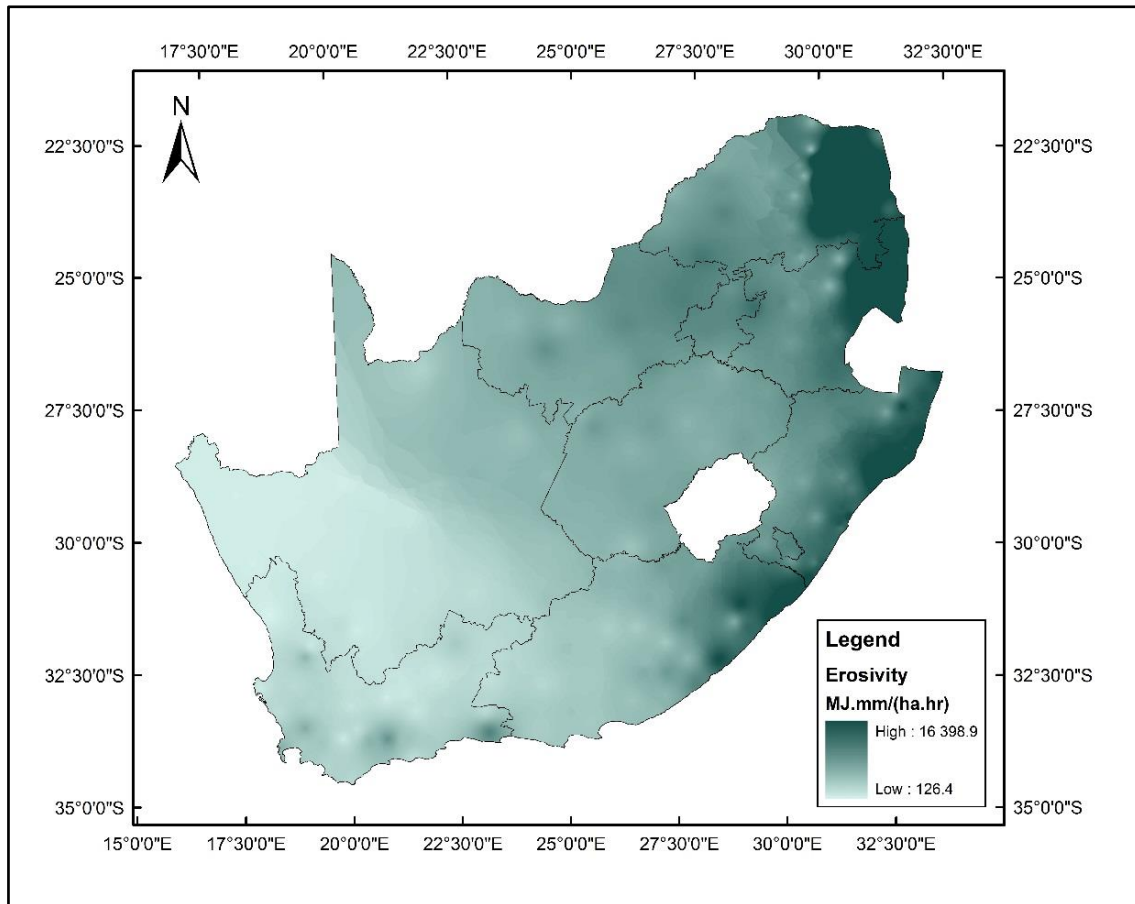 17°30'0"E 20°0'0"E 22°30'0"E 25°0'0"E 27°30'0"E 30°0'0"E 32°30'0"E
N
22°30'0"S 22°30'0"S
25°0'0"S 25°0'0"S
27°30'0"S 27°30'0"S
30°0'0"S 30°0'0"S
Legend
Erosivity
32°30'0"S 32°30'0"S
MJ.mm/(ha.hr)
High : 16 398.9
Low : 126.4
35°0'0"S 35°0'0"S
15°0'0"E 17°30'0"E 20°0'0"E 22°30'0"E 25°0'0"E 27°30'0"E 30°0'0"E 32°30'0"E